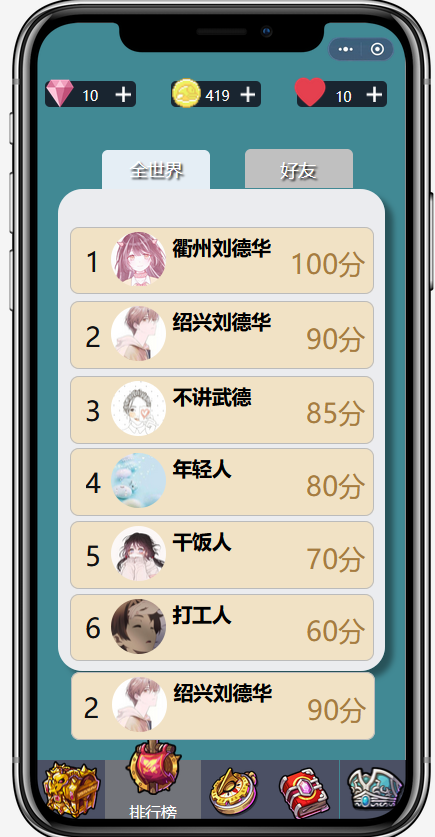 10 419 10
全世界 好友
1 衢州刘德华 100分
2 绍兴刘德华 90分
3 不讲武德 85分
4 年轻人 80分
5 干饭人 70分
6 打工人 60分
2 绍兴刘德华 90分
排行榜